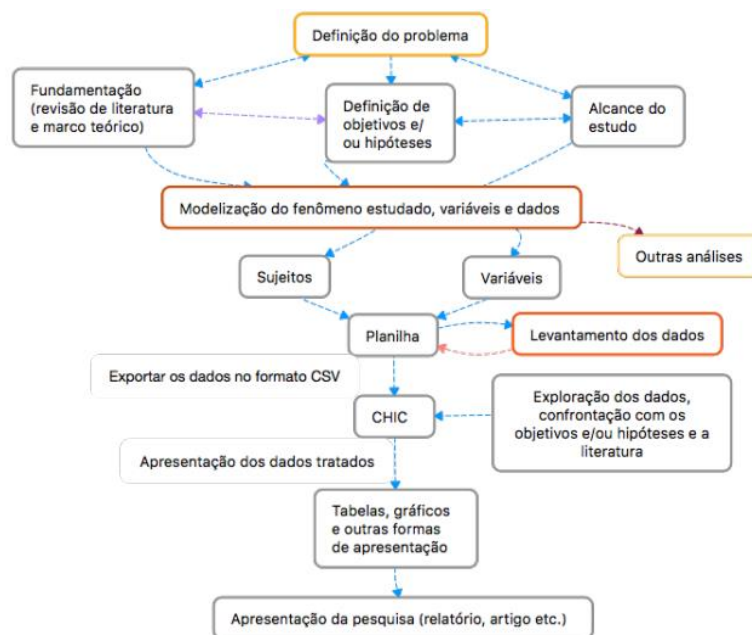 Definição do problema
Fundamentação
(revisão de literatura
e marco teórico)
Definição de
objetivos e/
ou hipóteses
Alcance do
estudo
Modelização do fenômeno estudado, variáveis e dados
Outras análises
Sujeitos
Variáveis
Planilha
Levantamento dos dados
Exportar os dados no formato CSV
CHIC
Exploração dos dados,
confrontação com os
objetivos e/ou hipóteses e a
literatura
Apresentação dos dados tratados
Tabelas, gráficos
e outras formas
de apresentação
Apresentação da pesquisa (relatório, artigo etc.)